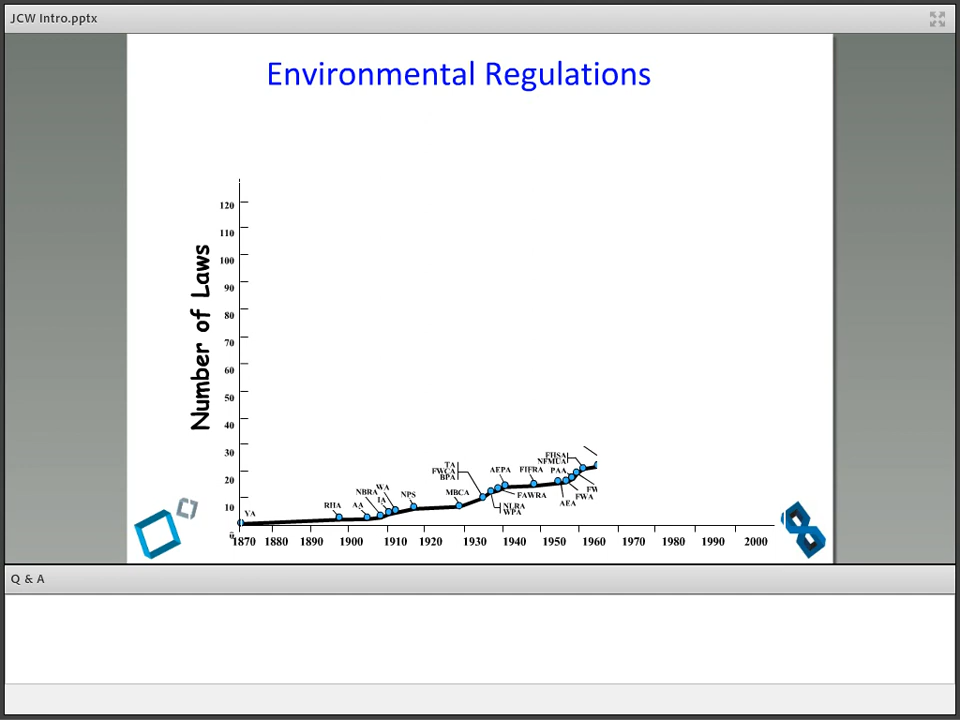 JCW Intro.pptx
Environmental Regulations
Number of Laws
120
110
100
90
80
70
60
50
40
30
20
10
0
YA
RHA
AA
NBRA
IA
WA
NPS
MBCA
TA
FWCA
BPA
NLRA
WPA
AEPA
FAWRA
FIFRA
PAA
AEA
FHSA
NFMUA
FWA
FW
1870 1880 1890 1900 1910 1920 1930 1940 1950 1960 1970 1980 1990 2000
Q & A